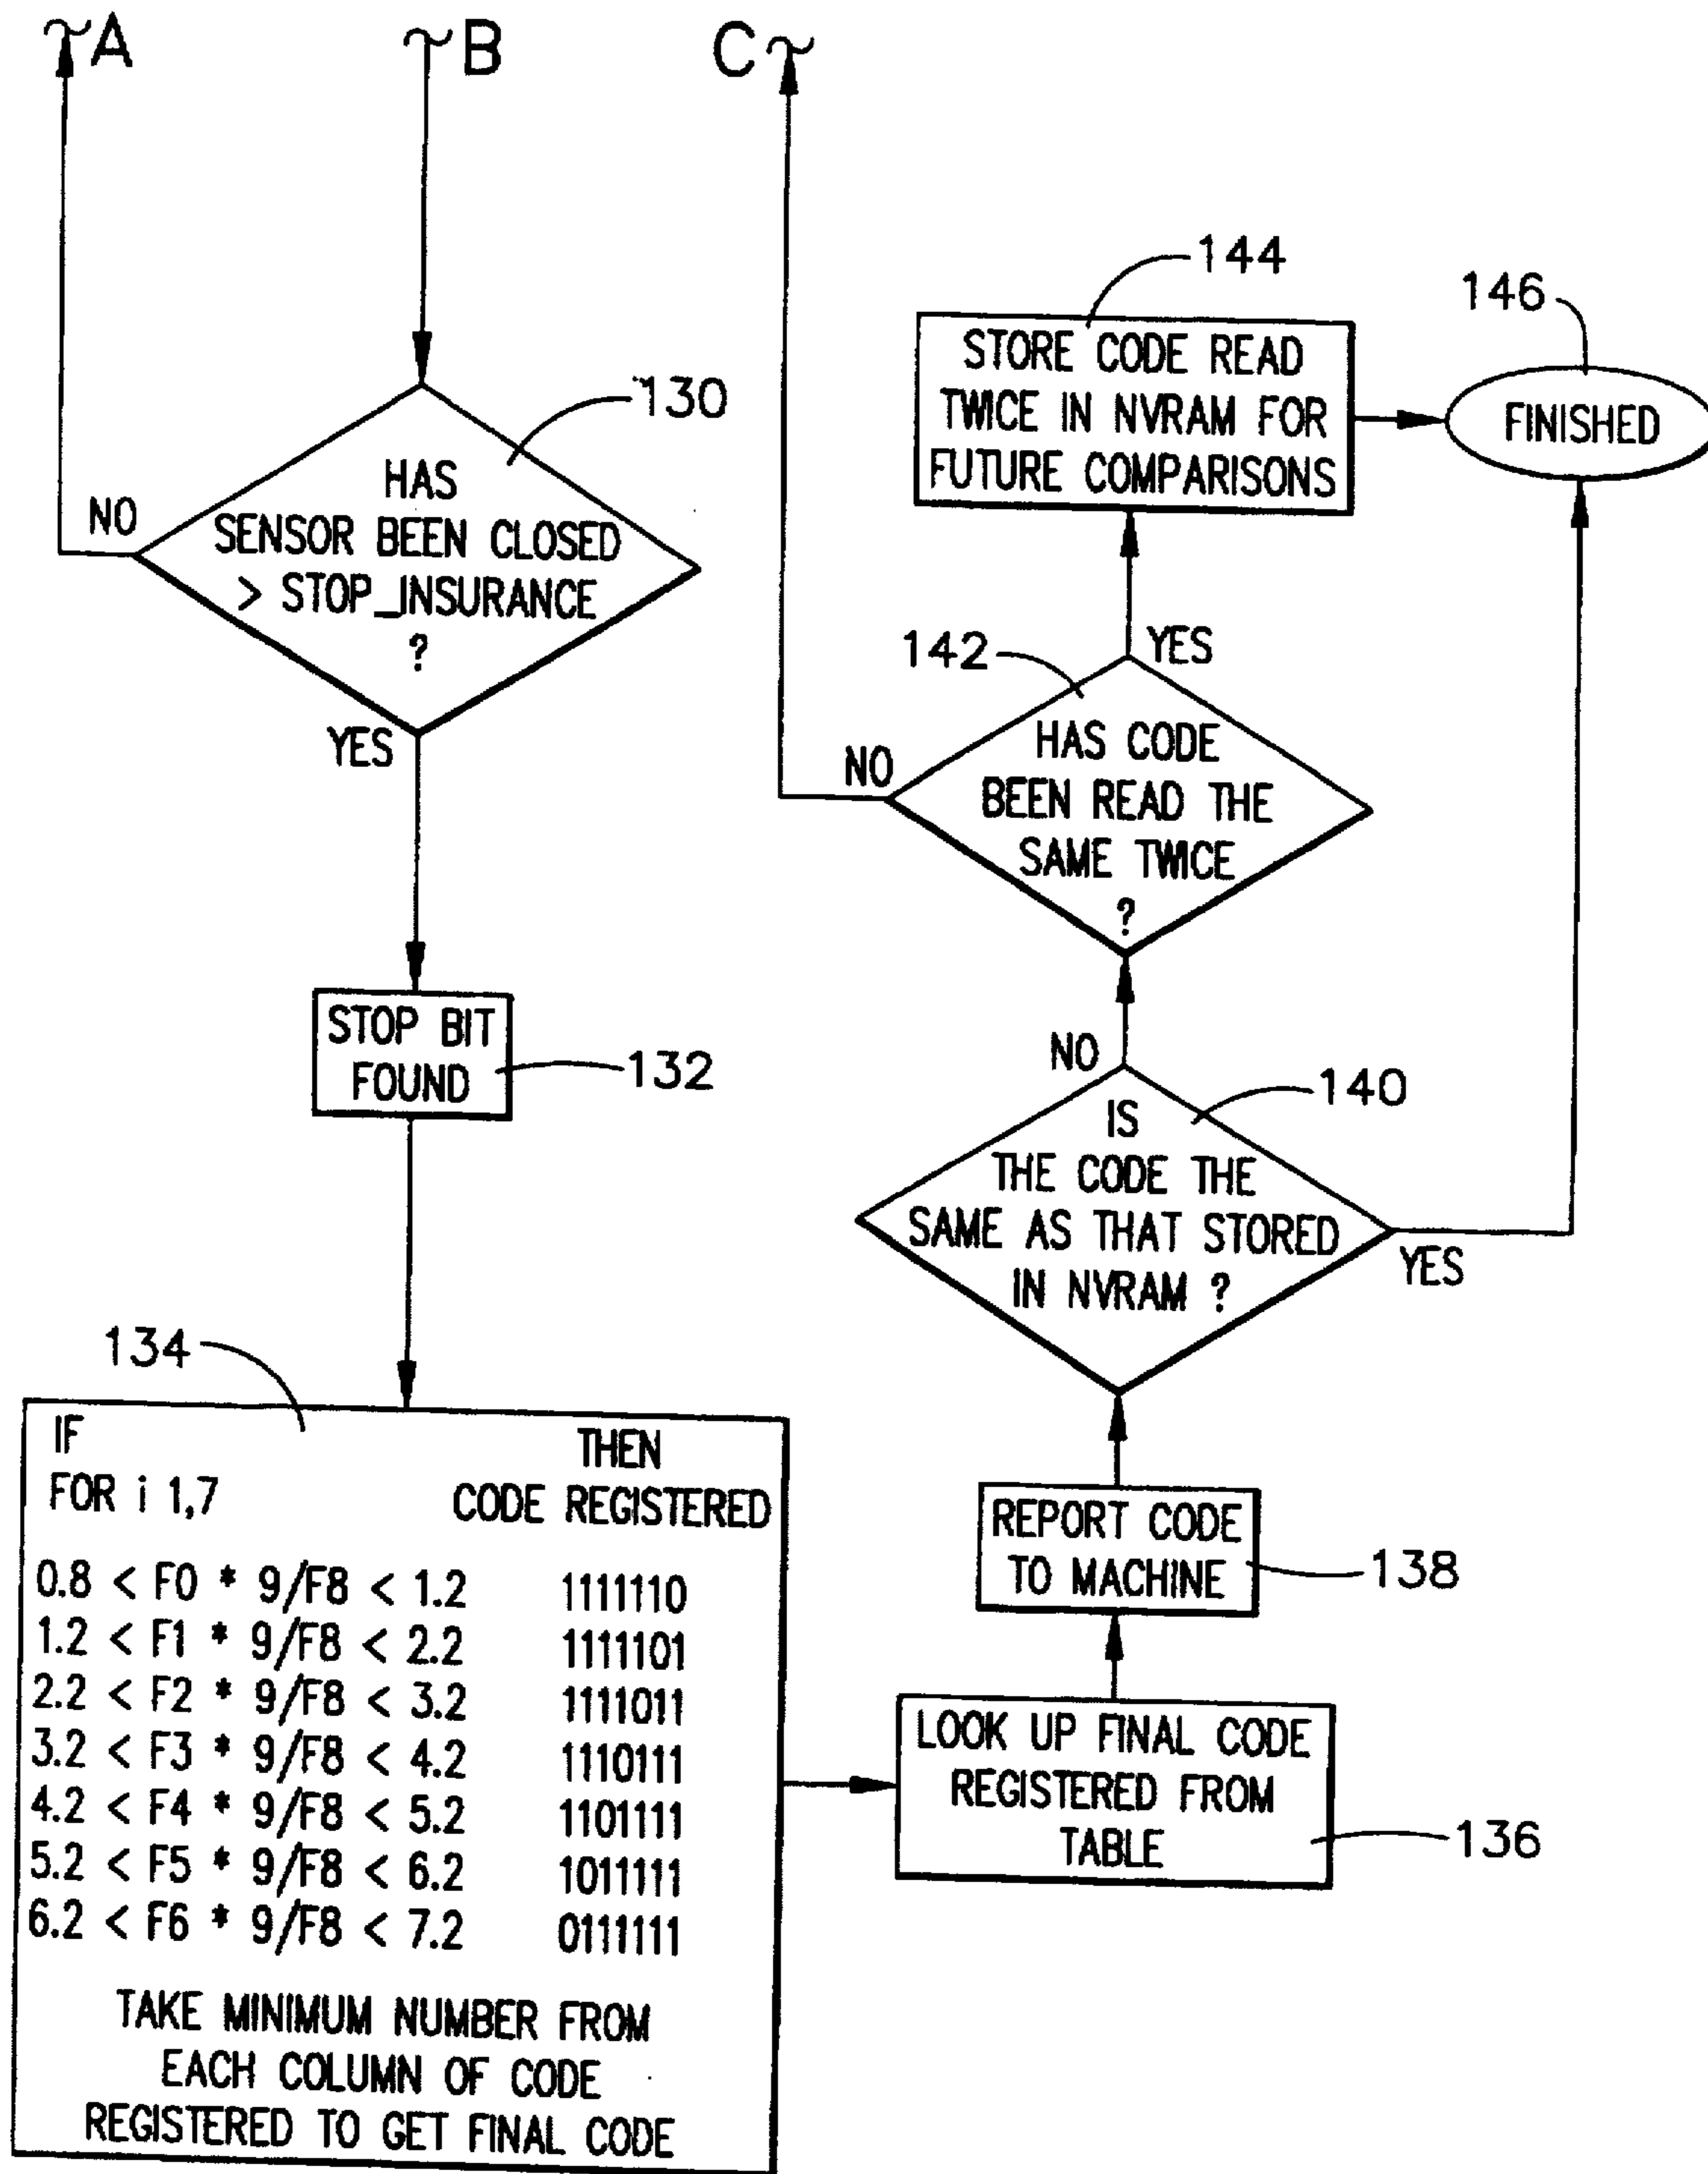 A
B
C
130
HAS
SENSOR BEEN CLOSED
> STOP_INSURANCE
?
NO
YES
STOP BIT
FOUND
132
134
IF
THEN
FOR i 1,7
CODE REGISTERED
0.8 < F0 * 9/F8 < 1.2 1111110
1.2 < F1 * 9/F8 < 2.2 1111101
2.2 < F2 * 9/F8 < 3.2 1111011
3.2 < F3 * 9/F8 < 4.2 1110111
4.2 < F4 * 9/F8 < 5.2 1101111
5.2 < F5 * 9/F8 < 6.2 1011111
6.2 < F6 * 9/F8 < 7.2 0111111
TAKE MINIMUM NUMBER FROM
EACH COLUMN OF CODE
REGISTERED TO GET FINAL CODE
LOOK UP FINAL CODE
REGISTERED FROM
TABLE
136
REPORT CODE
TO MACHINE
138
IS
THE CODE THE
SAME AS THAT STORED
IN NVRAM ?
140
NO
YES
HAS CODE
BEEN READ THE
SAME TWICE
?
142
NO
YES
STORE CODE READ
TWICE IN NVRAM FOR
FUTURE COMPARISONS
144
146
FINISHED